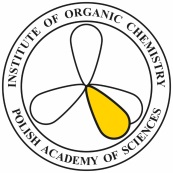 INSTITUTE OF ORGANIC CHEMISTRY
POLISH ACADEMY OF SCIENCES